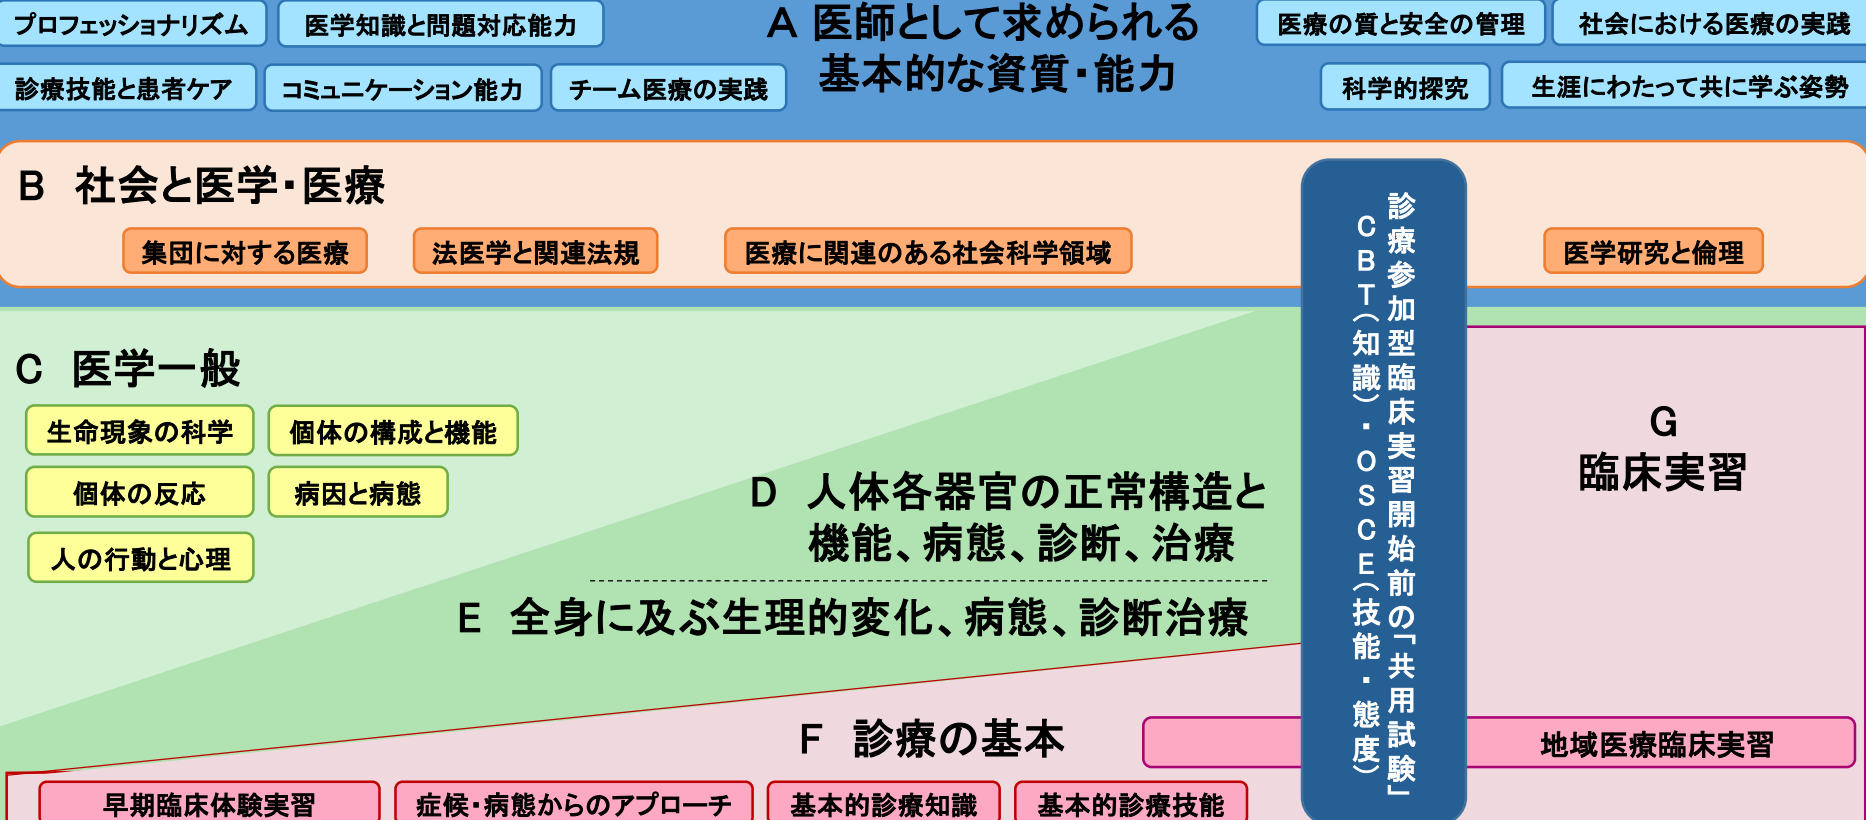 プロフェッショナリズム
医学知識と問題対応能力
診療技能と患者ケア
コミュニケーション能力
チーム医療の実践
A 医師として求められる
基本的な資質・能力
医療の質と安全の管理
社会における医療の実践
科学的探究
生涯にわたって共に学ぶ姿勢
B 社会と医学・医療
集団に対する医療
法医学と関連法規
医療に関連のある社会科学領域
医学研究と倫理
C 医学一般
生命現象の科学
個体の構成と機能
個体の反応
病因と病態
人の行動と心理
D 人体各器官の正常構造と
機能、病態、診断、治療
E 全身に及ぶ生理的変化、病態、診断治療
診療参加型臨床実習開始前の「共用試験」
CBT(知識)・OSCE(技能・態度)
G
臨床実習
F 診療の基本
地域医療臨床実習
早期臨床体験実習
症候・病態からのアプローチ
基本的診療知識
基本的診療技能